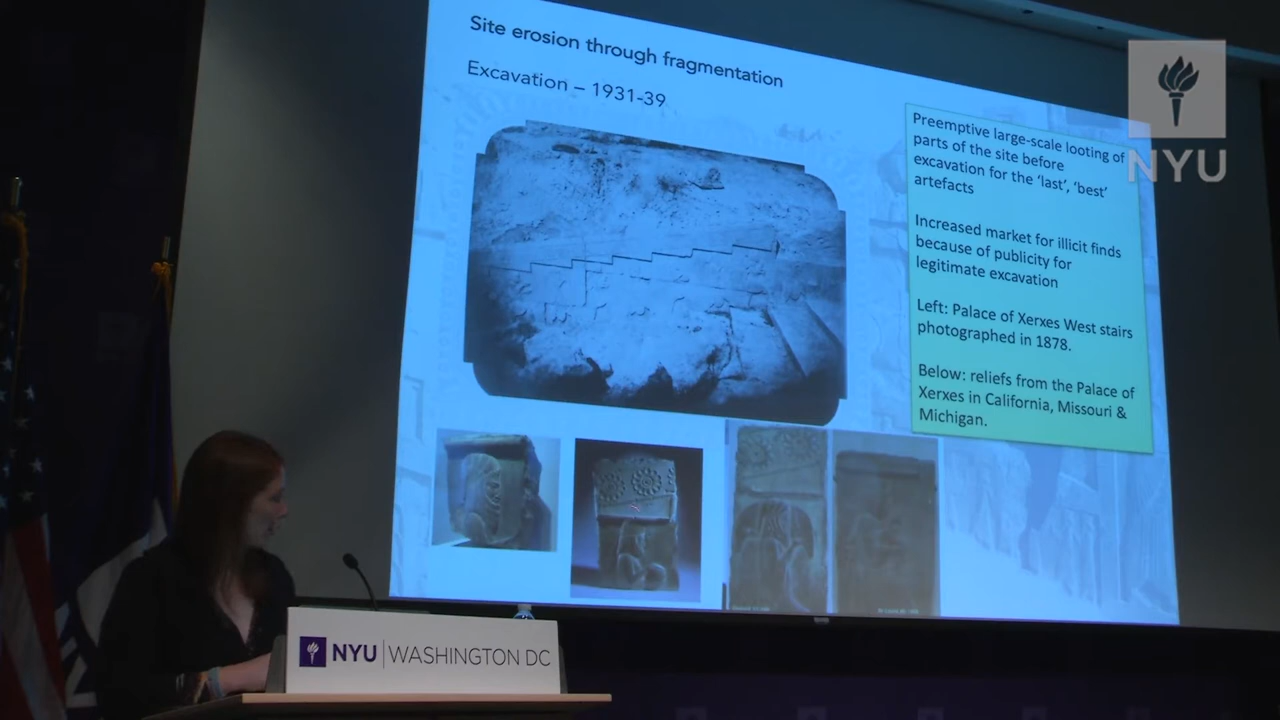 Site erosion through fragmentation
Excavation – 1931-39
Preemptive large-scale looting of
parts of the site before
excavation for the ‘last’, ‘best’
artefacts
Increased market for illicit finds
because of publicity for
legitimate excavation
Left: Palace of Xerxes West stairs
photographed in 1878.
Below: reliefs from the Palace of
Xerxes in California, Missouri &
Michigan.
NYU
NYU WASHINGTON DC